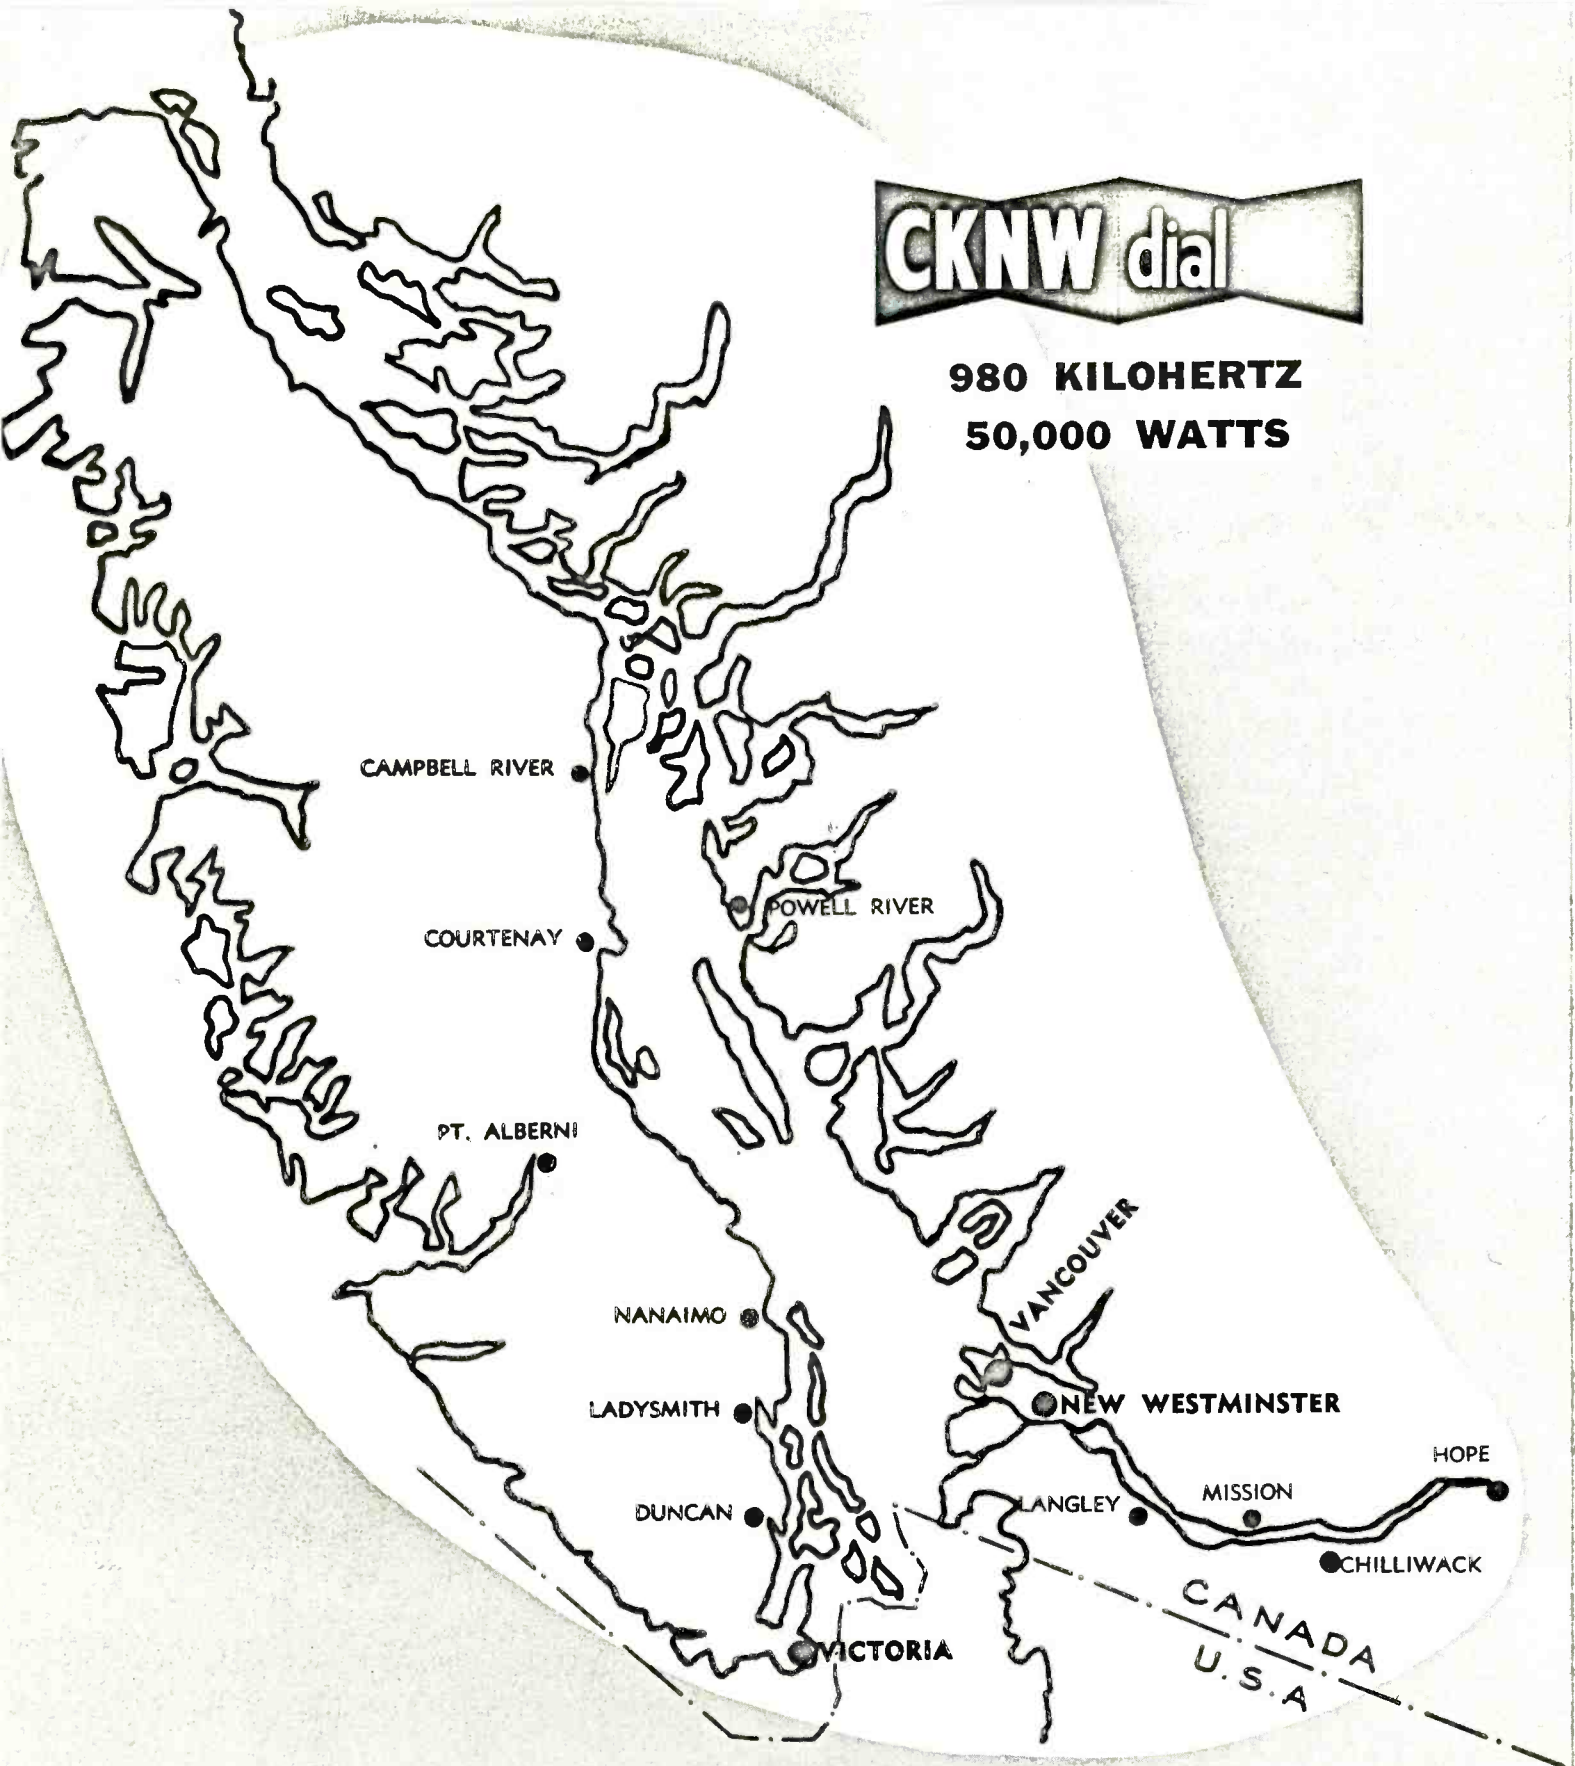 CKNW dial
980 KILOHERTZ
50,000 WATTS
CAMPBELL RIVER
POWELL RIVER
COURTENAY
PT. ALBERNI
VANCOUVER
NANAIMO
NEW WESTMINSTER
LADYSMITH
HOPE
MISSION
LANGLEY
DUNCAN
CHILLIWACK
CANADA
U.S.A
VICTORIA